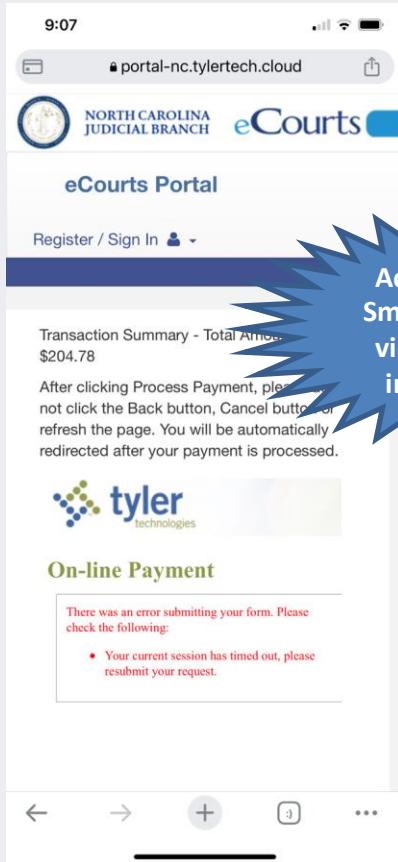 9:07
portal-nc.tylertech.cloud
NORTH CAROLINA
JUDICIAL BRANCH
eCourts
eCourts Portal
Register / Sign In
Transaction Summary - Total
$204.78
After clicking Process Payment,
not click the Back button, Cancel button
refresh the page. You will be automatically
redirected after your payment is processed.
tyler
technologies
On-line Payment
There was an error submitting your form. Please
check the following:
• Your current session has timed out, please
resubmit your request.